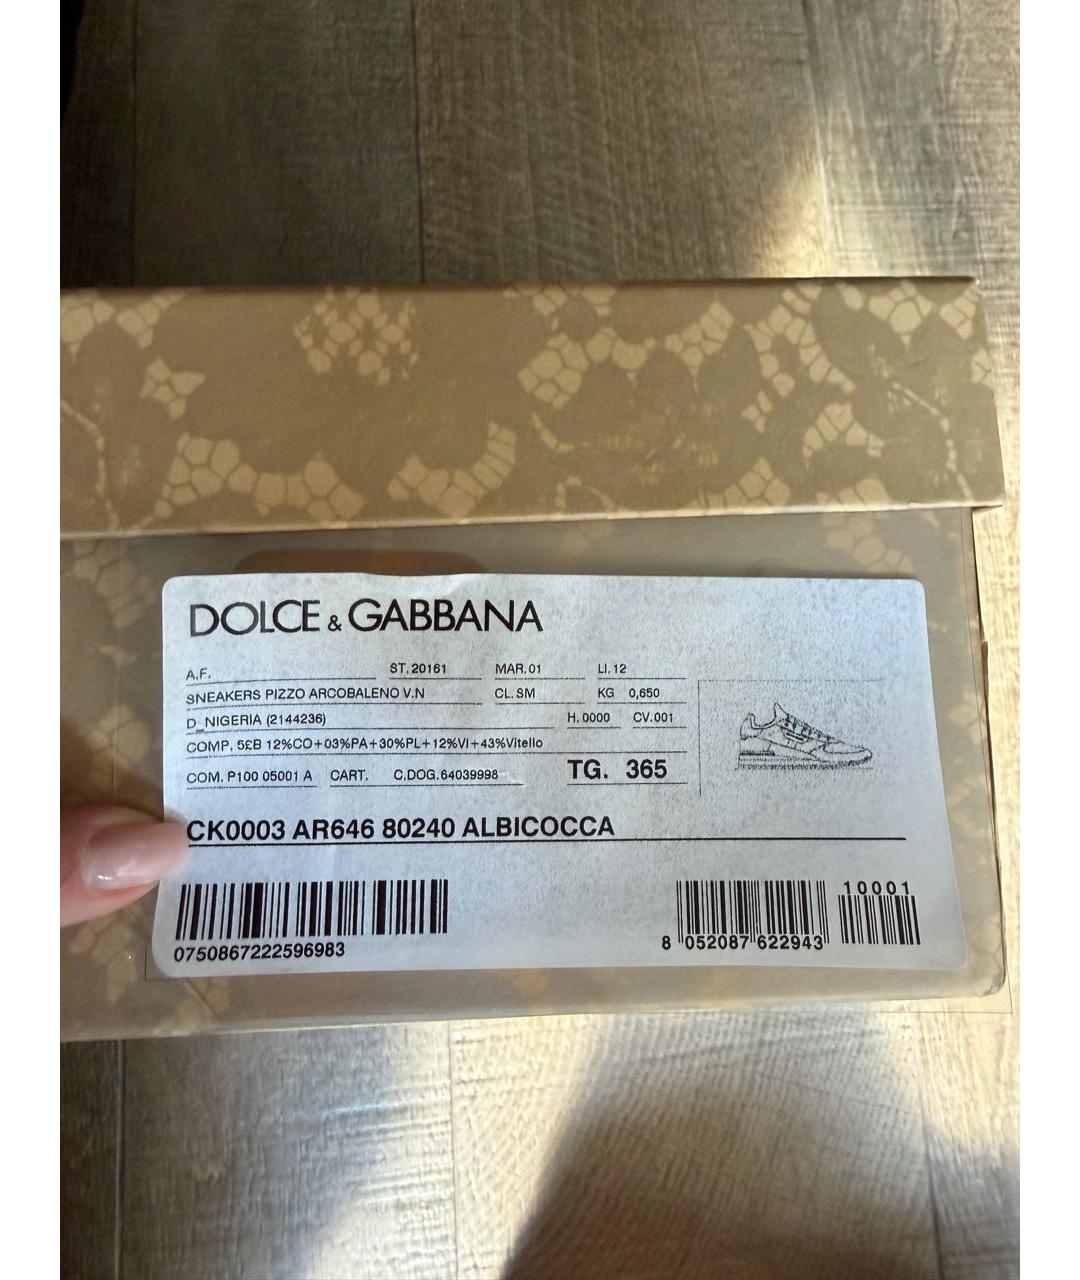 DOLCE & GABBANA
A.F. ST. 20161 MAR. 01 LI. 12
SNEAKERS PIZZO ARCOBALENO V.N CL. SM KG 0,650
D_NIGERIA (2144236) H. 0000 CV. 001
COMP. 5£B 12%CO+03%PA+30%PL+12%VI+43%Vitello
COM. P100 05001 A CART. C.DOG. 64039998 TG. 365
CK0003 AR646 80240 ALBICOCCA
10001
0750867222596983
8 052087 622943